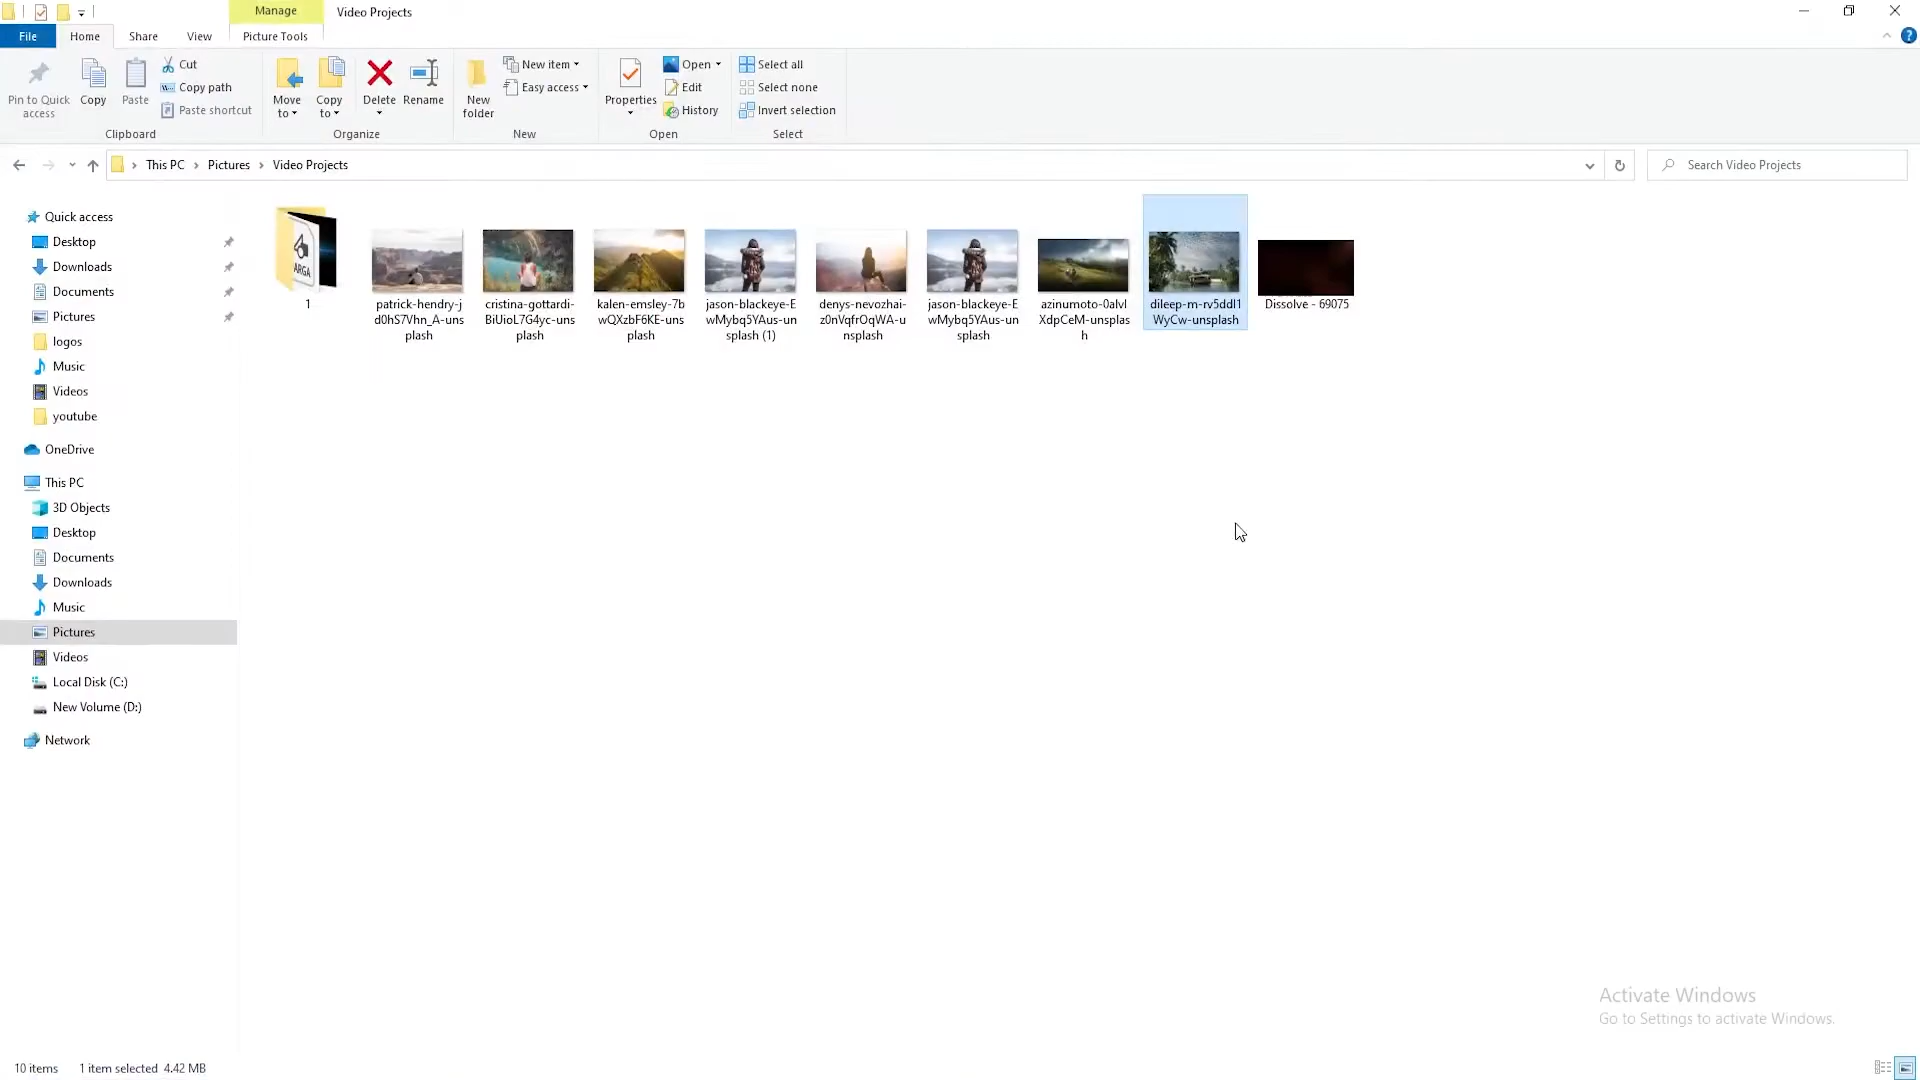 Manage
Video Projects
File
Home
Share
View
Picture Tools
Pin to Quick
access
Copy
Paste
Cut
Copy path
Paste shortcut
Clipboard
Move
to
Copy
to
Delete
Rename
Organize
New
folder
New item
Easy access
New
Properties
Open
Edit
History
Open
Select all
Select none
Invert selection
Select
This PC
Pictures
Video Projects
Search Video Projects
Quick access
Desktop
Downloads
Documents
Pictures
logos
Music
Videos
youtube
OneDrive
This PC
3D Objects
Desktop
Documents
Downloads
Music
Pictures
Videos
Local Disk (C:)
New Volume (D:)
Network
ARGA
1
patrick-hendry-j
d0hS7Vhn_A-uns
plash
cristina-gottardi-
BiUioL7G4yc-uns
plash
kalen-emsley-7b
wQXzbF6KE-uns
plash
jason-blackeye-E
wMybq5YAus-un
splash (1)
denys-nevozhai-
z0nVqfrOqWA-u
nsplash
jason-blackeye-E
wMybq5YAus-un
splash
azinumoto-0alvl
XdpCeM-unsplas
h
dileep-m-rv5ddl1
WyCw-unsplash
Dissolve - 69075
Activate Windows
Go to Settings to activate Windows.
10 items
1 item selected 4.42 MB